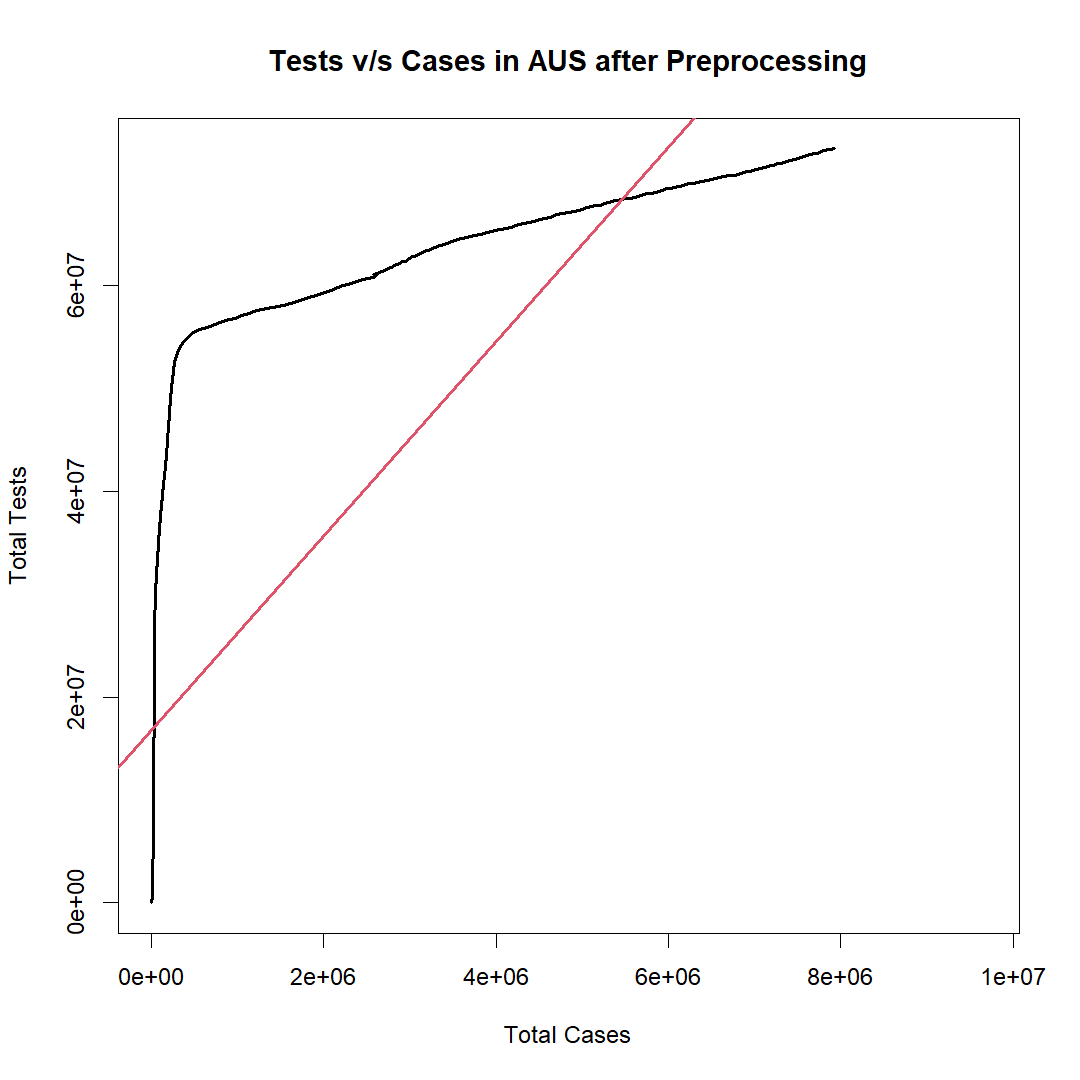 Tests v/s Cases in AUS after Preprocessing
Total Tests
6e+07
4e+07
2e+07
0e+00
0e+00 2e+06 4e+06 6e+06 8e+06 1e+07
Total Cases